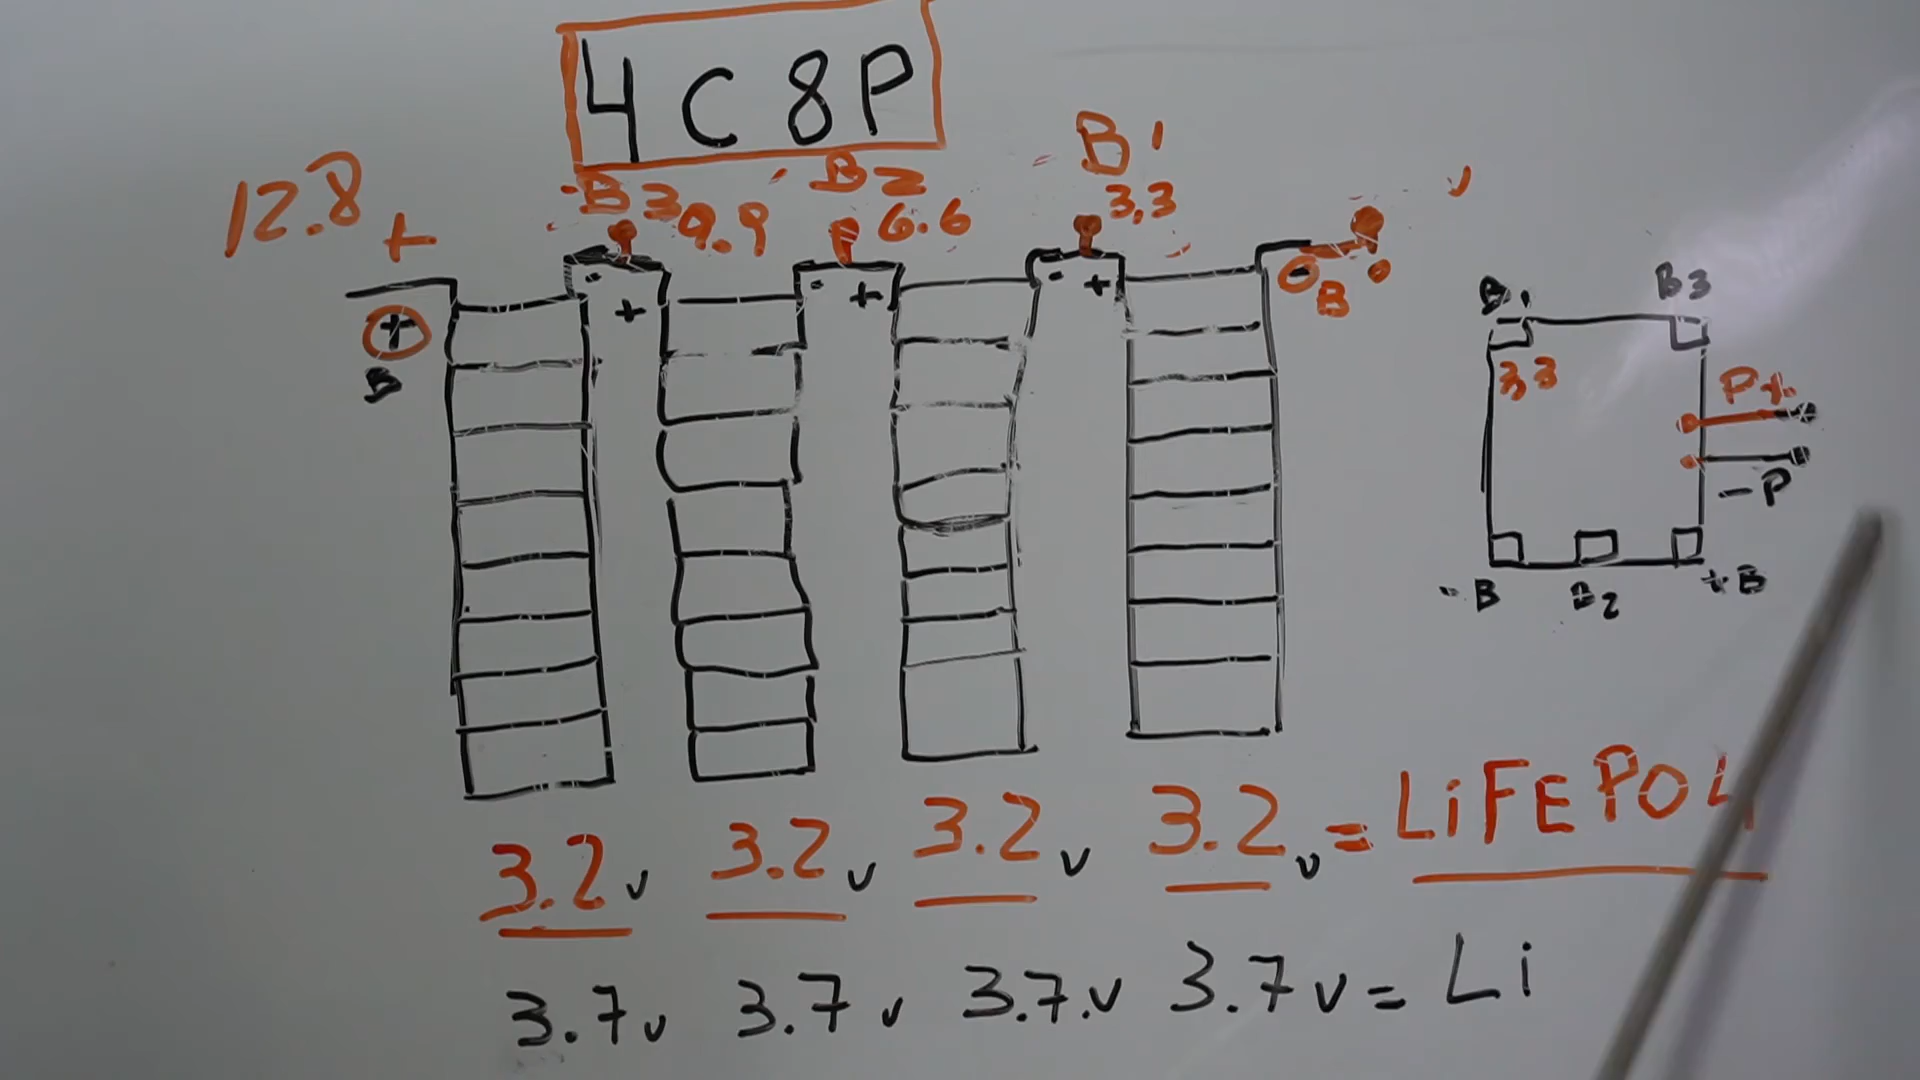 4C8P
12.8
B3
B2
B1
9.9
6.6
3,3
+
-
+
-
+
-
+
-
B
B
B1
B3
3,3
P+
-P
-B
B2
+B
3.2v 3.2v 3.2v 3.2v = LiFEPO4
3.7v 3.7v 3.7.v 3.7v = Li